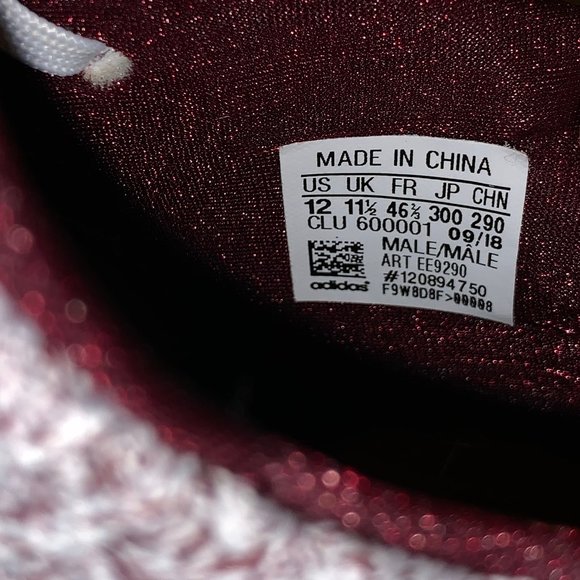 MADE IN CHINA
US UK FR JP CHN
12 11½ 46⅔ 300 290
CLU 600001 09/18
MALE/MÂLE
ART EE9290
#120894750
adidas F9W8D8F>00008